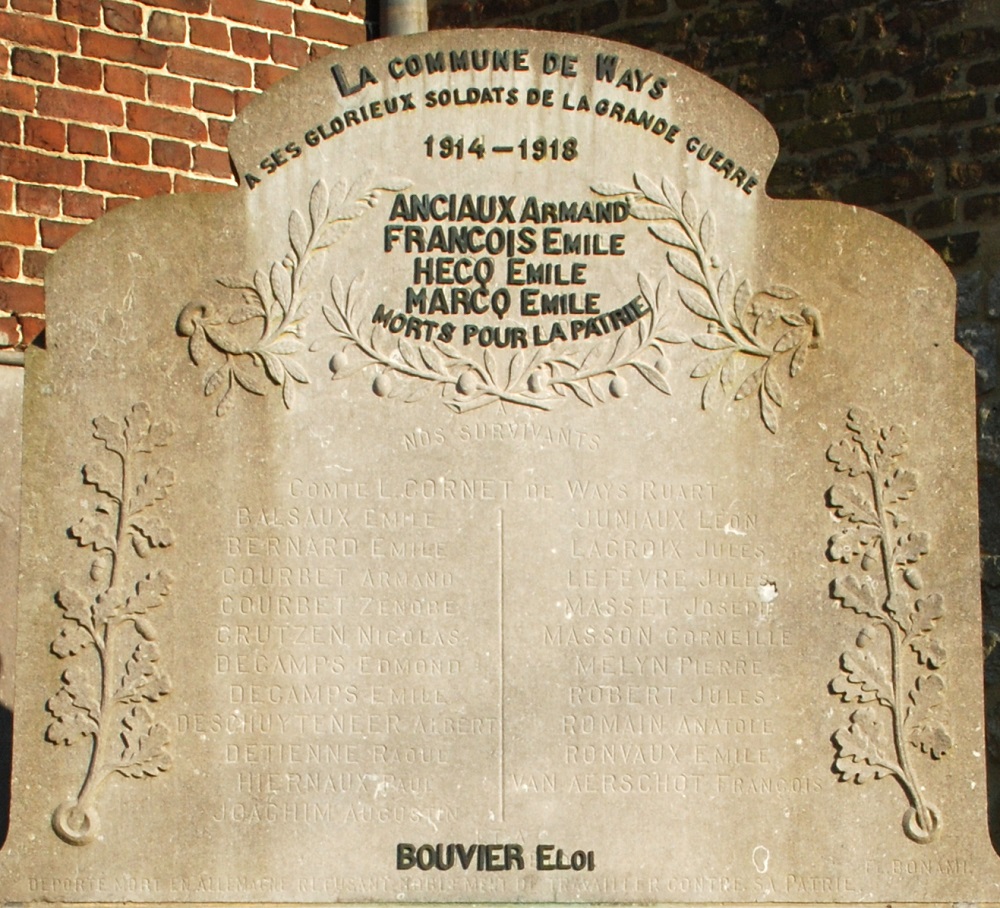 LA COMMUNE DE WAYS
A SES GLORIEUX SOLDATS DE LA GRANDE GUERRE
1914-1918
ANCIAUX ARMAND
FRANCOIS EMILE
HECQ EMILE
MARCQ EMILE
MORTS POUR LA PATRIE
NOS SURVIVANTS
COMTE L. CORNET DE WAYS RUART
BALSAUX EMILE
BERNARD EMILE
COURBET ARMAND
COURBET ZENOBE
CRUTZEN NICOLAS
DECAMPS EDMOND
DECAMPS EMILE
DESCHUYTENEER ALBERT
DETIENNE RAOUL
HIERNAUX PAUL
JOACHIM AUGUSTIN
JUNIAUX LÉON
LACROIX JULES
LEFEVRE JULES
MASSET JOSEPH
MASSON CORNEILLE
MELYN PIERRE
ROBERT JULES
ROMAIN ANATOLE
RONVAUX EMILE
VAN AERSCHOT FRANÇOIS
ET A
BOUVIER ELOI
DÉPORTÉ MORT EN ALLEMAGNE REFUSANT DE TRAVAILLER CONTRE SA PATRIE